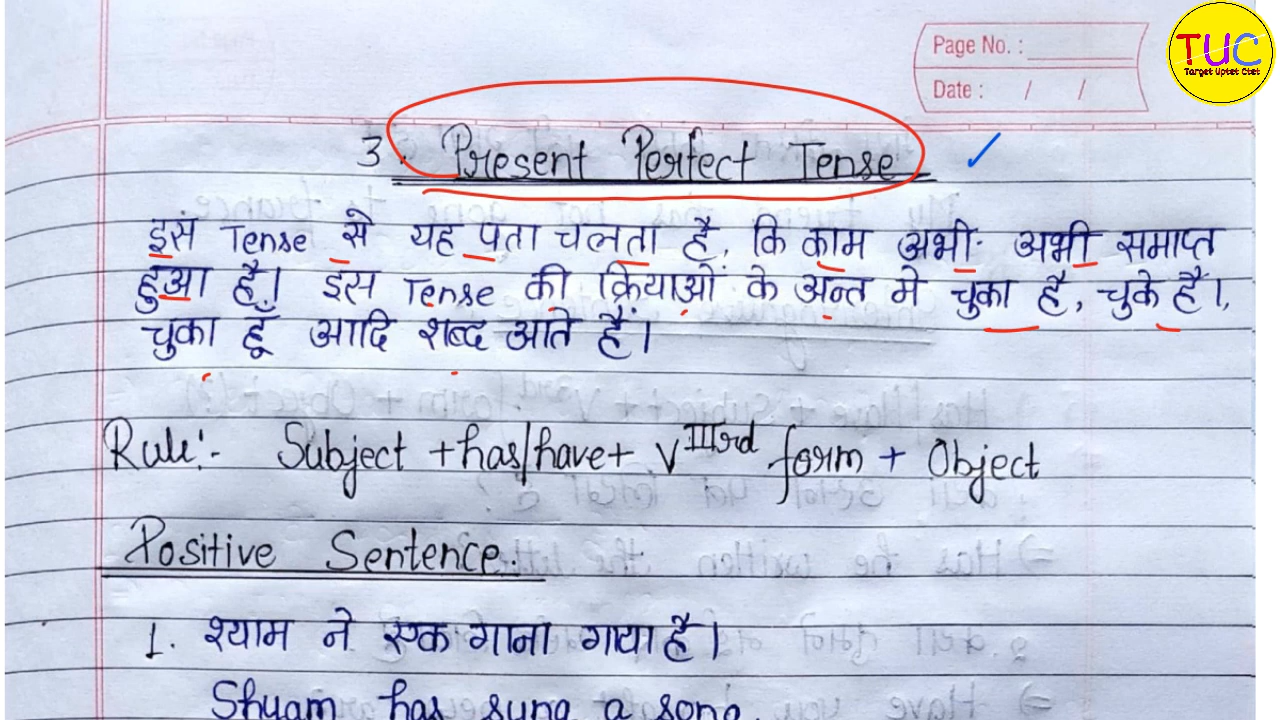 Page No. :
Date : / /
TUC
Target Uptet Ctet
3. Present Perfect Tense
इस Tense से यह पता चलता है, कि काम अभी- अभी समाप्त
हुआ है। इस Tense की क्रियाओं के अन्त मे चुका है, चुके हैं।,
चुका हूँ आदि शब्द आते हैं।
Rule:- Subject + has/have + V IIIrd form + Object
Positive Sentence.
1. श्याम ने एक गाना गाया है।
Shyam has sung a song.